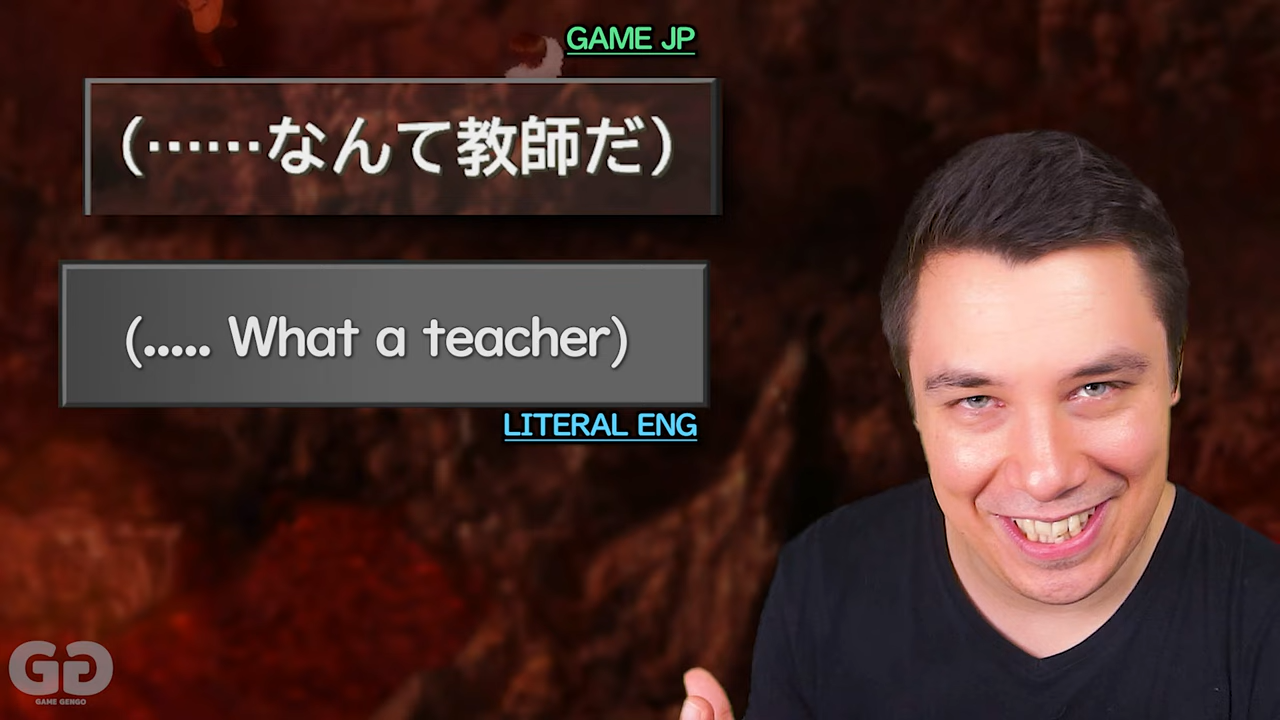 GAME JP
(……なんて教師だ)
(..... What a teacher)
LITERAL ENG
GG
GAME GENGO